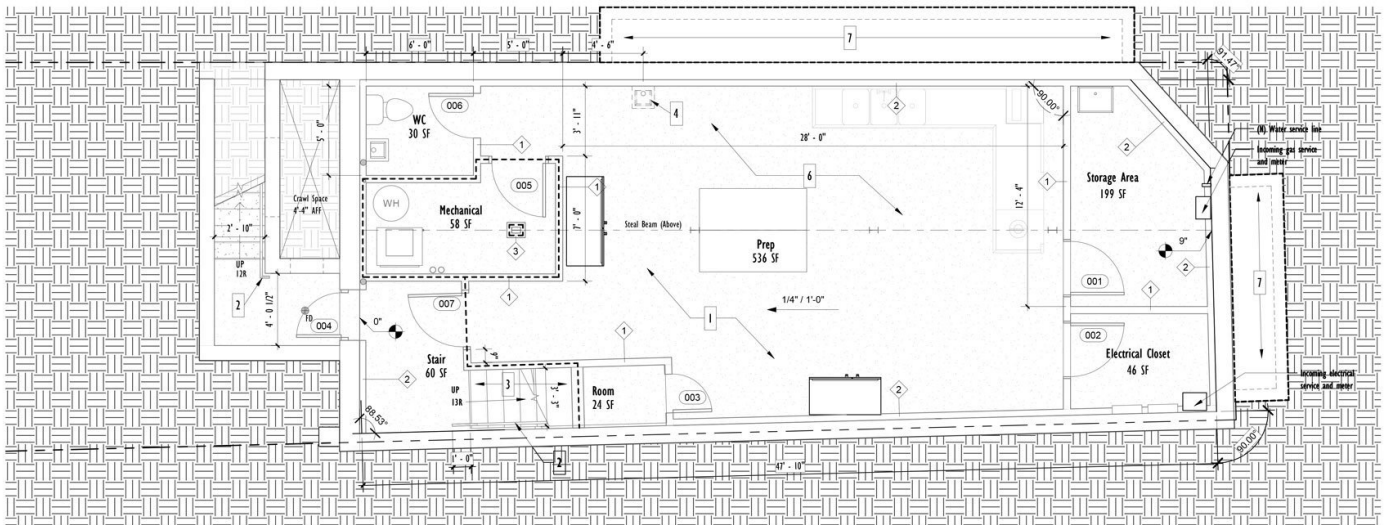 7
6' - 0"
5' - 0"
4' - 6"
91.47°
006
WC
30 SF
3' - 11"
4
2
90.00°
1
28' - 0"
2
(N) Water service line
Incoming gas service
and meter
5' - 0"
005
1
6
1
Storage Area
199 SF
Crawl Space
4'-4" AFF
WH
Mechanical
58 SF
12' - 4"
2' - 10"
Steal Beam (Above)
3
Prep
536 SF
9"
7
UP
12R
2
1
001
1
2
007
1/4" / 1'-0"
4' - 0 1/2"
FD
004
0"
1
1
002
Stair
60 SF
9"
Electrical Closet
46 SF
2
UP
13R
3
3' - 3"
Room
24 SF
003
2
Incoming electrical
service and meter
88.53°
1' - 0"
2
47' - 10"
90.00°